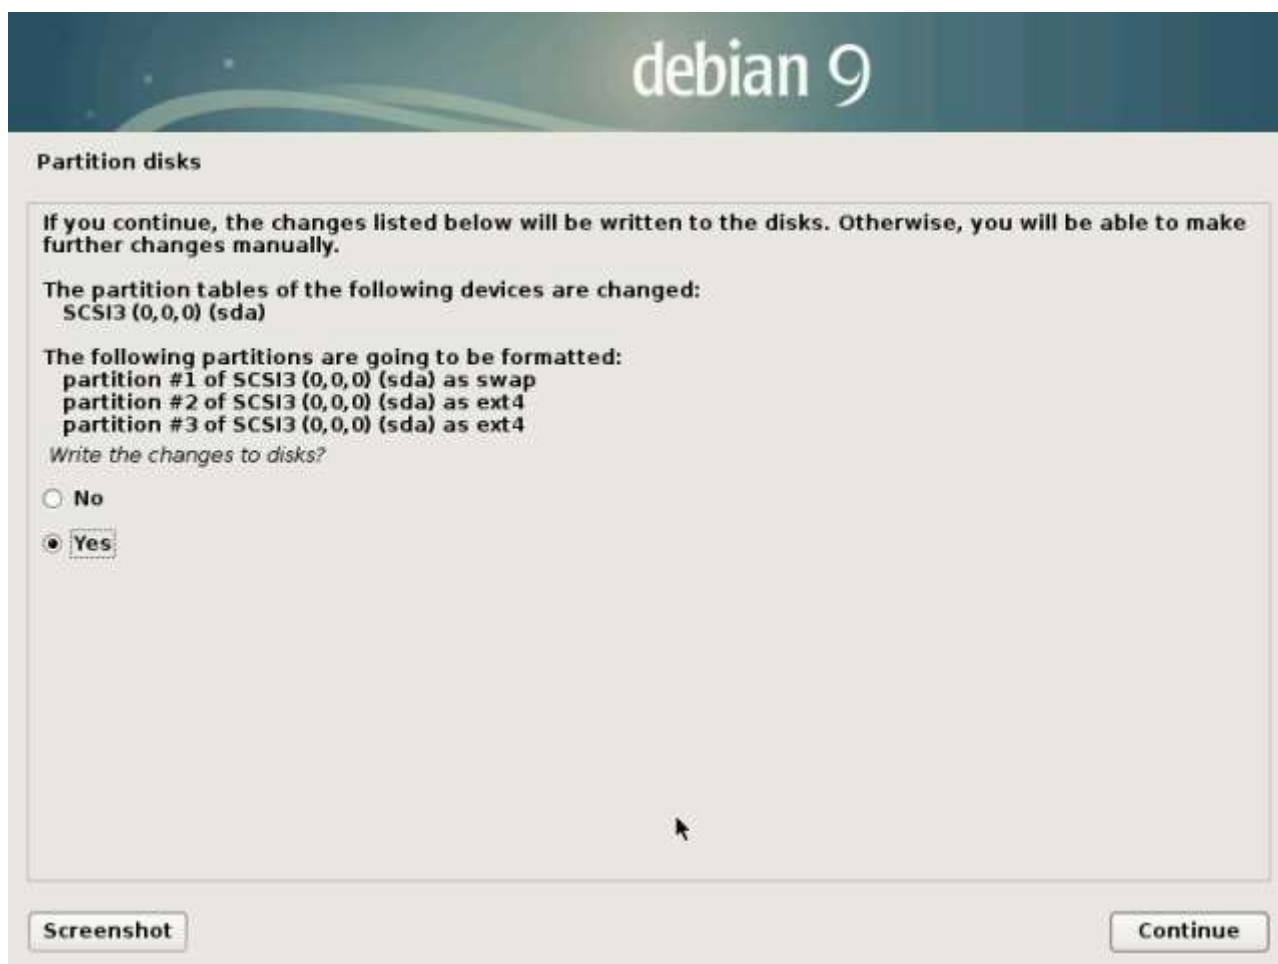 debian 9
Partition disks
If you continue, the changes listed below will be written to the disks. Otherwise, you will be able to make
further changes manually.
The partition tables of the following devices are changed:
SCSI3 (0,0,0) (sda)
The following partitions are going to be formatted:
partition #1 of SCSI3 (0,0,0) (sda) as swap
partition #2 of SCSI3 (0,0,0) (sda) as ext4
partition #3 of SCSI3 (0,0,0) (sda) as ext4
Write the changes to disks?
No
Yes
Screenshot
Continue